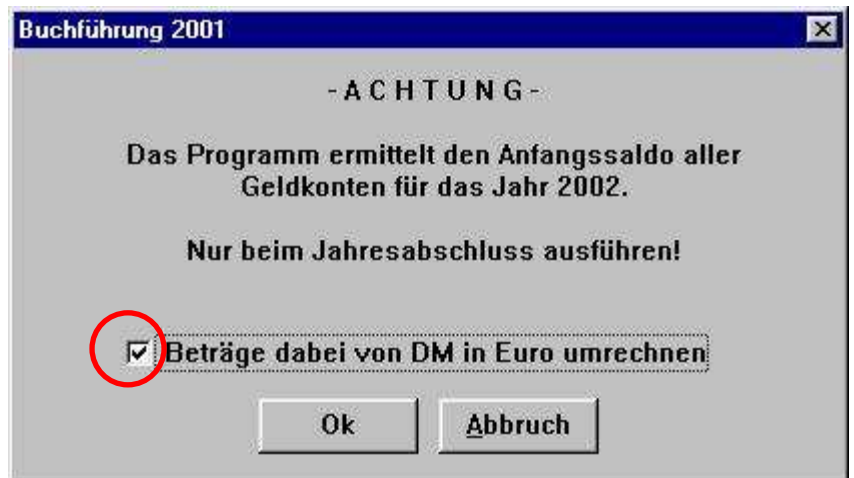 Buchführung 2001
- A C H T U N G -
Das Programm ermittelt den Anfangssaldo aller
Geldkonten für das Jahr 2002.
Nur beim Jahresabschluss ausführen!
Beträge dabei von DM in Euro umrechnen
Ok
Abbruch